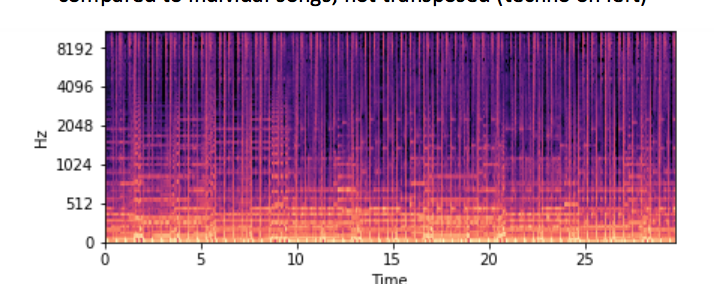 compared to individual songs, not transposed (techno on left)
8192
4096
2048
1024
512
0
Hz
0 5 10 15 20 25
Time